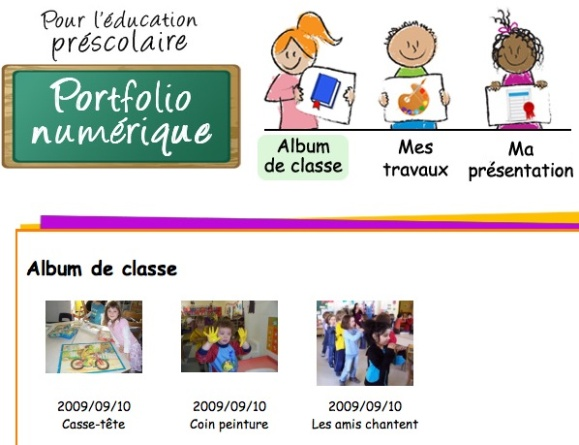 Pour l'éducation
préscolaire
Portfolio
numérique
Album
de classe
Mes
travaux
Ma
présentation
Album de classe
2009/09/10
Casse-tête
2009/09/10
Coin peinture
2009/09/10
Les amis chantent